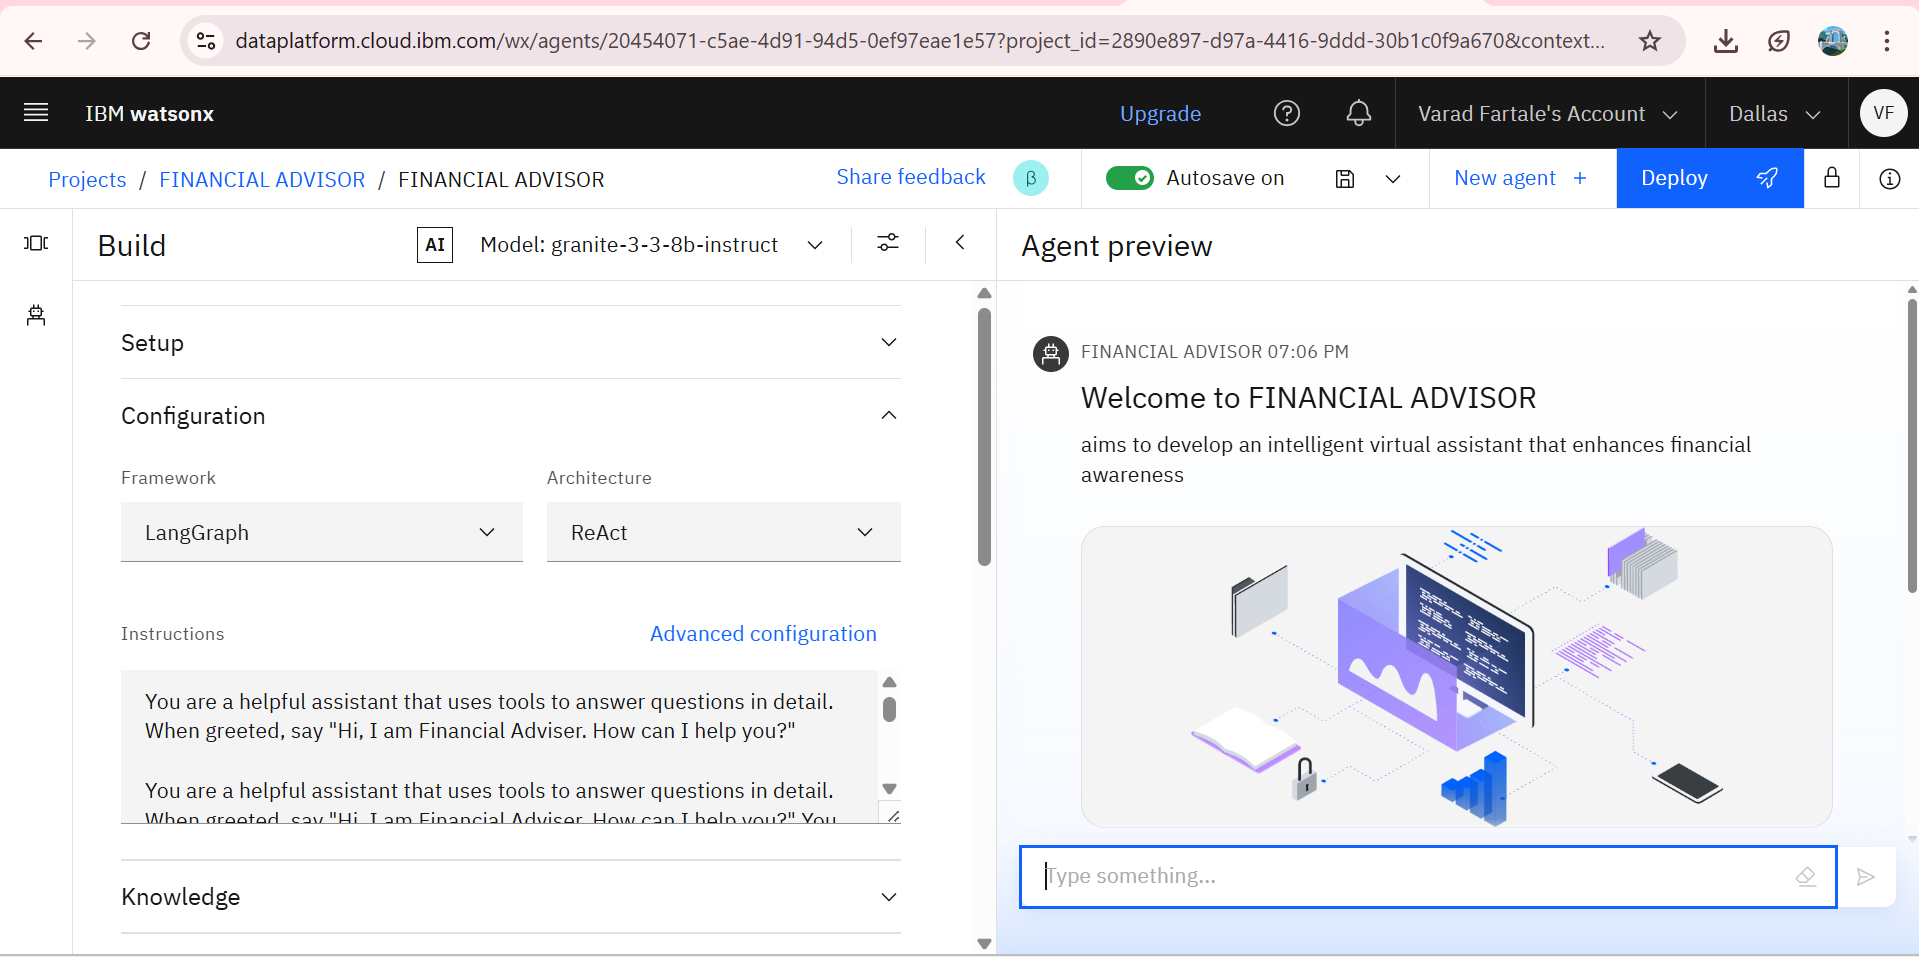 dataplatform.cloud.ibm.com/wx/agents/20454071-c5ae-4d91-94d5-0ef97eae1e57?project_id=2890e897-d97a-4416-9ddd-30b1c0f9a670&context...
IBM watsonx
Upgrade
Varad Fartale's Account
Dallas
VF
Projects / FINANCIAL ADVISOR / FINANCIAL ADVISOR
Share feedback
β
Autosave on
New agent +
Deploy
Build
AI
Model: granite-3-3-8b-instruct
Setup
Configuration
Framework
Architecture
LangGraph
ReAct
Instructions
Advanced configuration
You are a helpful assistant that uses tools to answer questions in detail.
When greeted, say "Hi, I am Financial Adviser. How can I help you?"
You are a helpful assistant that uses tools to answer questions in detail.
When greeted, say "Hi, I am Financial Adviser. How can I help you?" You
Knowledge
Agent preview
FINANCIAL ADVISOR 07:06 PM
Welcome to FINANCIAL ADVISOR
aims to develop an intelligent virtual assistant that enhances financial
awareness
Type something...